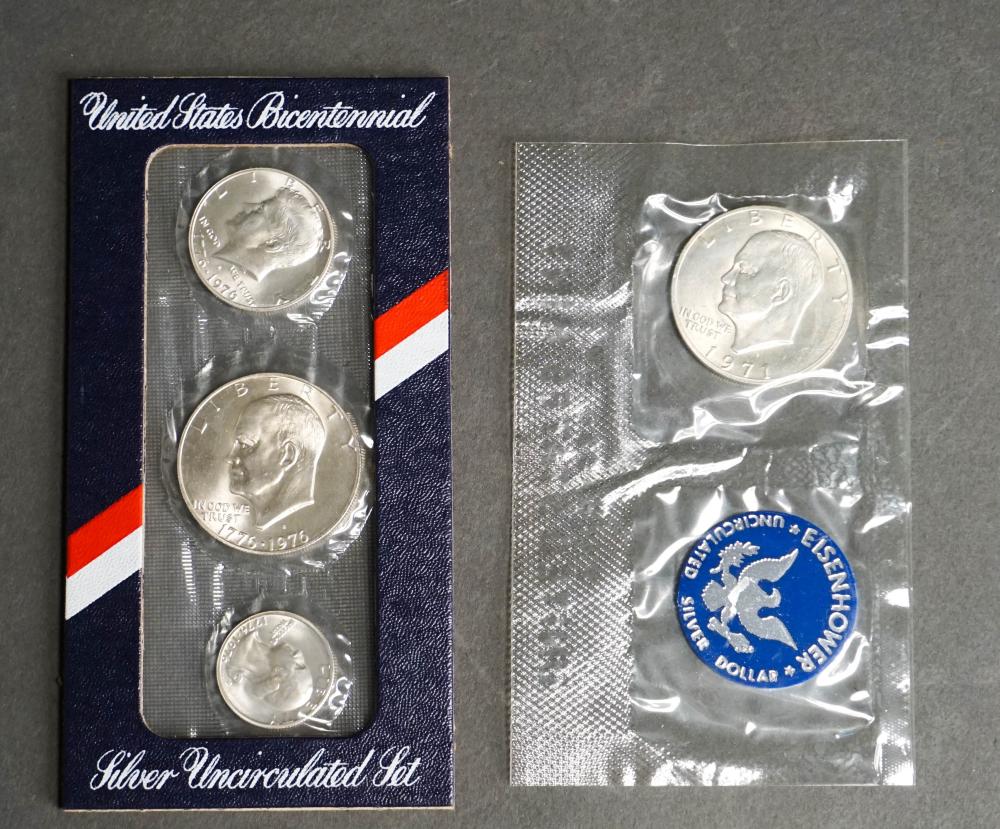 United States Bicentennial
LIBERTY
IN GOD
WE TRUST
1776-1976
LIBERTY
IN GOD WE
TRUST
1776·1976
Silver Uncirculated Set
LIBERTY
IN GOD WE
TRUST
1971
EISENHOWER
UNCIRCULATED
SILVER
DOLLAR